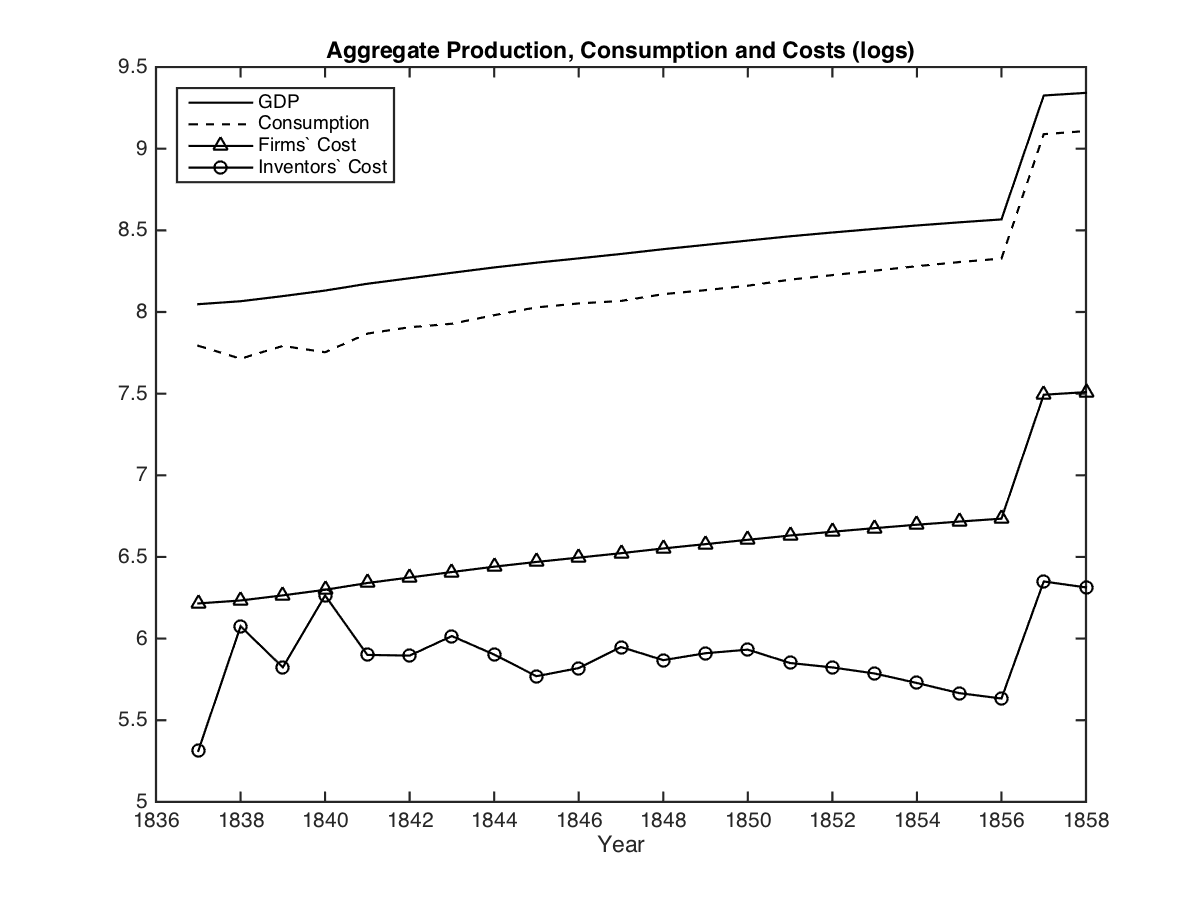 Aggregate Production, Consumption and Costs (logs)
9.5
GDP
Consumption
Firms` Cost
Inventors` Cost
9
8.5
8
7.5
7
6.5
6
5.5
5
1836 1838 1840 1842 1844 1846 1848 1850 1852 1854 1856 1858
Year